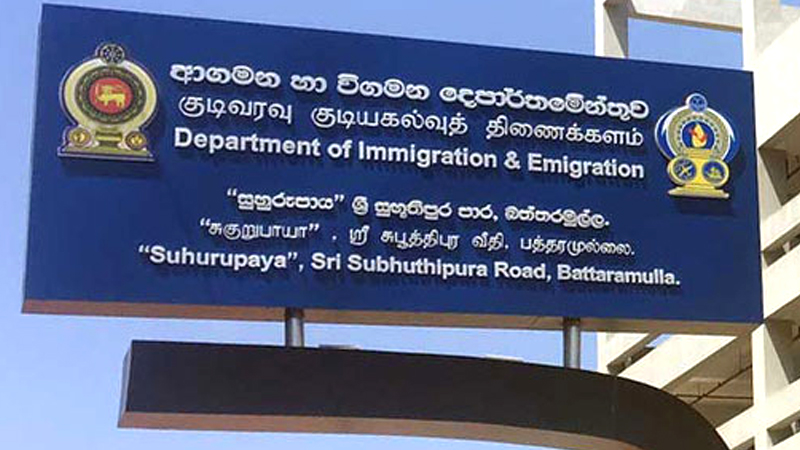 ආගමන හා විගමන දෙපාර්තමේන්තුව
குடிவரவு குடியகல்வுத் திணைக்களம்
Department of Immigration & Emigration
“සුහුරුපාය” ශ්‍රී සුභූතිපුර පාර, බත්තරමුල්ල.
“சுகுறுபாயா” , ஸ்ரீ சுபூத்திபுர வீதி, பத்தரமுல்லை.
“Suhurupaya”, Sri Subhuthipura Road, Battaramulla.